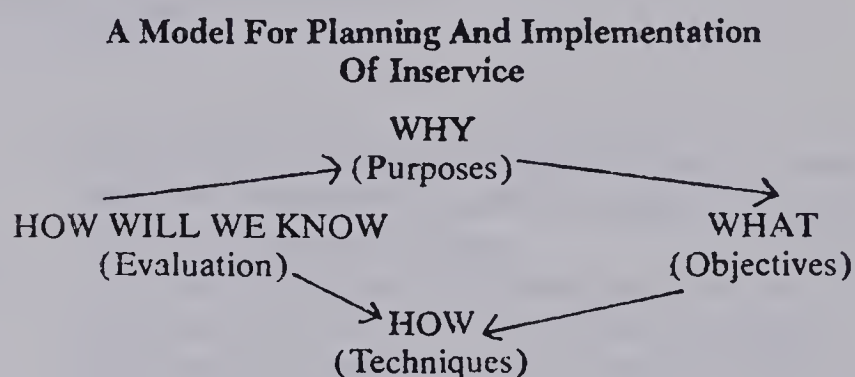 A Model For Planning And Implementation
Of Inservice
WHY
(Purposes)
HOW WILL WE KNOW
(Evaluation)
WHAT
(Objectives)
HOW
(Techniques)